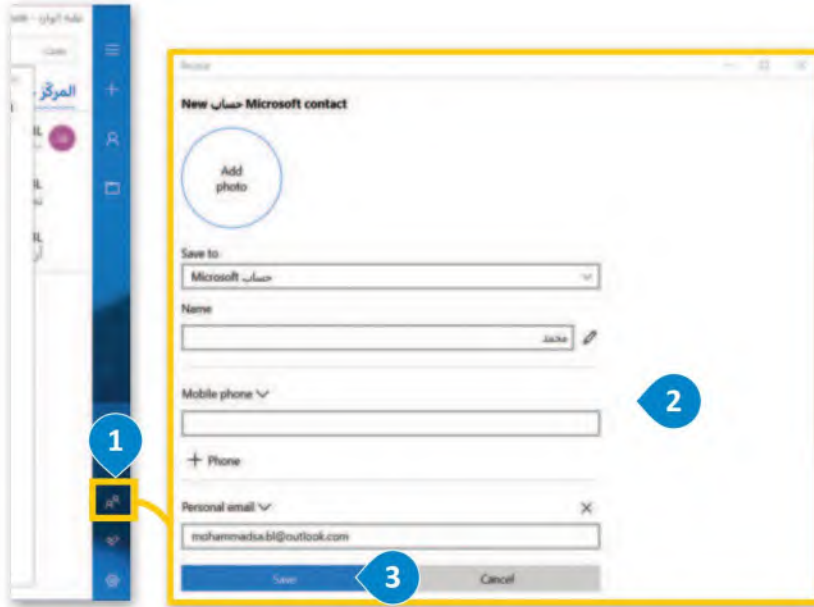 المركز
New حساب Microsoft contact
Add
photo
Save to
حساب Microsoft
Name
محمد
Mobile phone
2
1
+ Phone
Personal email
mohammadsa.bl@outlook.com
Save
3
Cancel